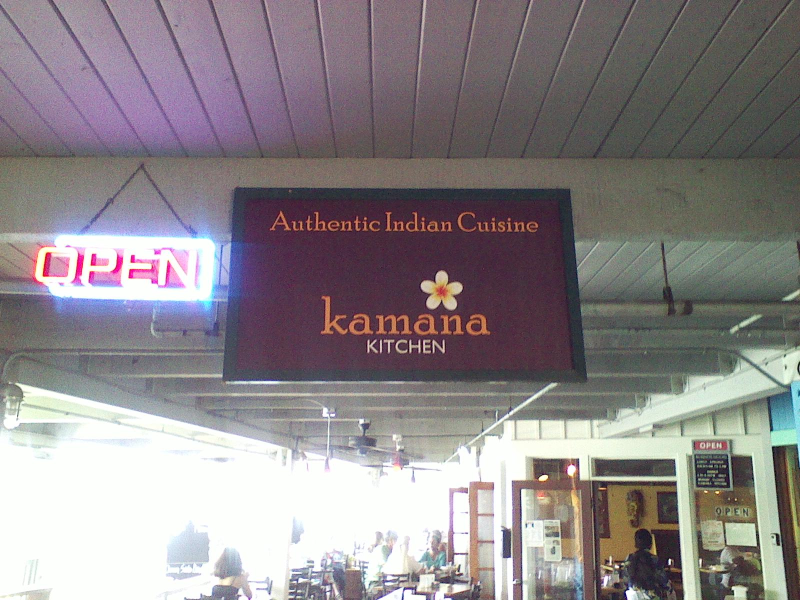 OPEN
Authentic Indian Cuisine
kamana
KITCHEN
OPEN
OPEN